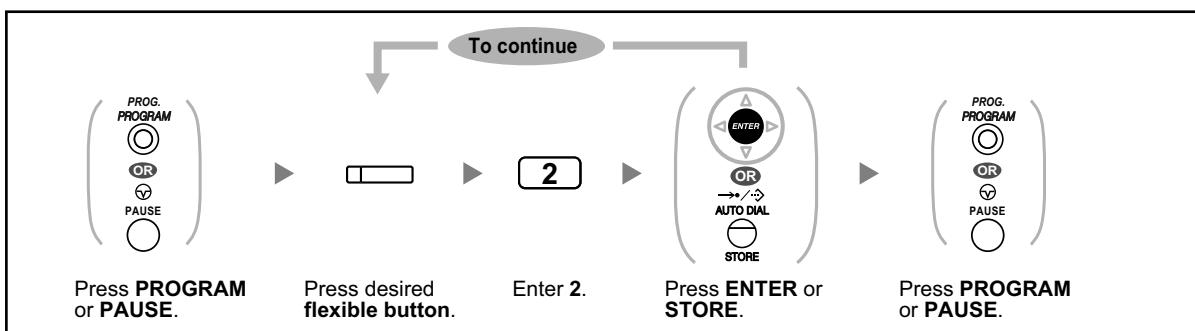 To continue
PROG.
PROGRAM
OR
PAUSE
2
ENTER
OR
AUTO DIAL
STORE
PROG.
PROGRAM
OR
PAUSE
Press PROGRAM
or PAUSE.
Press desired
flexible button.
Enter 2.
Press ENTER or
STORE.
Press PROGRAM
or PAUSE.